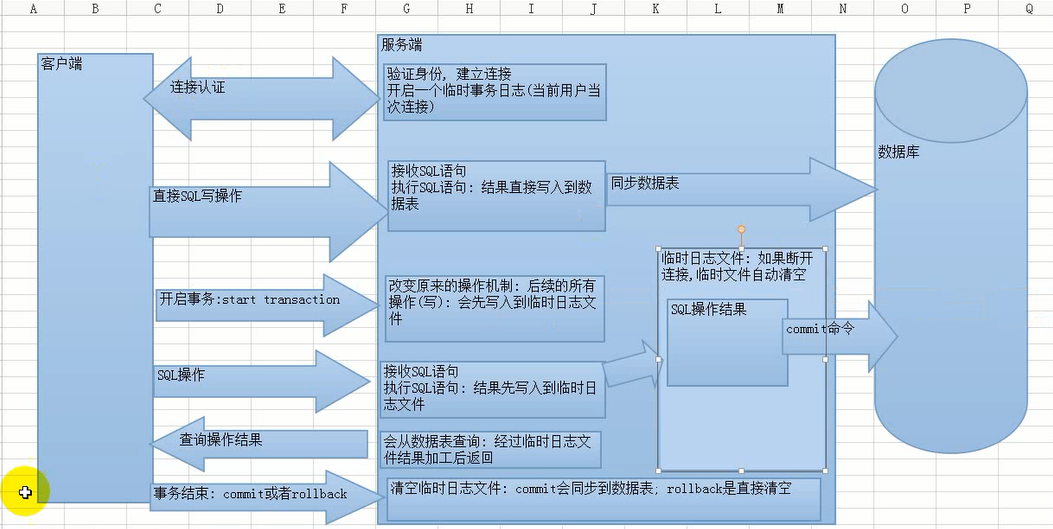 A B C D E F G H I J K L M N O P Q
客户端
服务端
连接认证
验证身份, 建立连接
开启一个临时事务日志(当前用户当
次连接)
数据库
直接SQL写操作
接收SQL语句
执行SQL语句: 结果直接写入到数
据表
同步数据表
临时日志文件: 如果断开
连接,临时文件自动清空
开启事务:start transaction
改变原来的操作机制: 后续的所有
操作(写): 会先写入到临时日志文
件
SQL操作结果
commit命令
SQL操作
接收SQL语句
执行SQL语句: 结果先写入到临时日
志文件
查询操作结果
会从数据表查询: 经过临时日志文
件结果加工后返回
事务结束: commit或者rollback
清空临时日志文件: commit会同步到数据表; rollback是直接清空